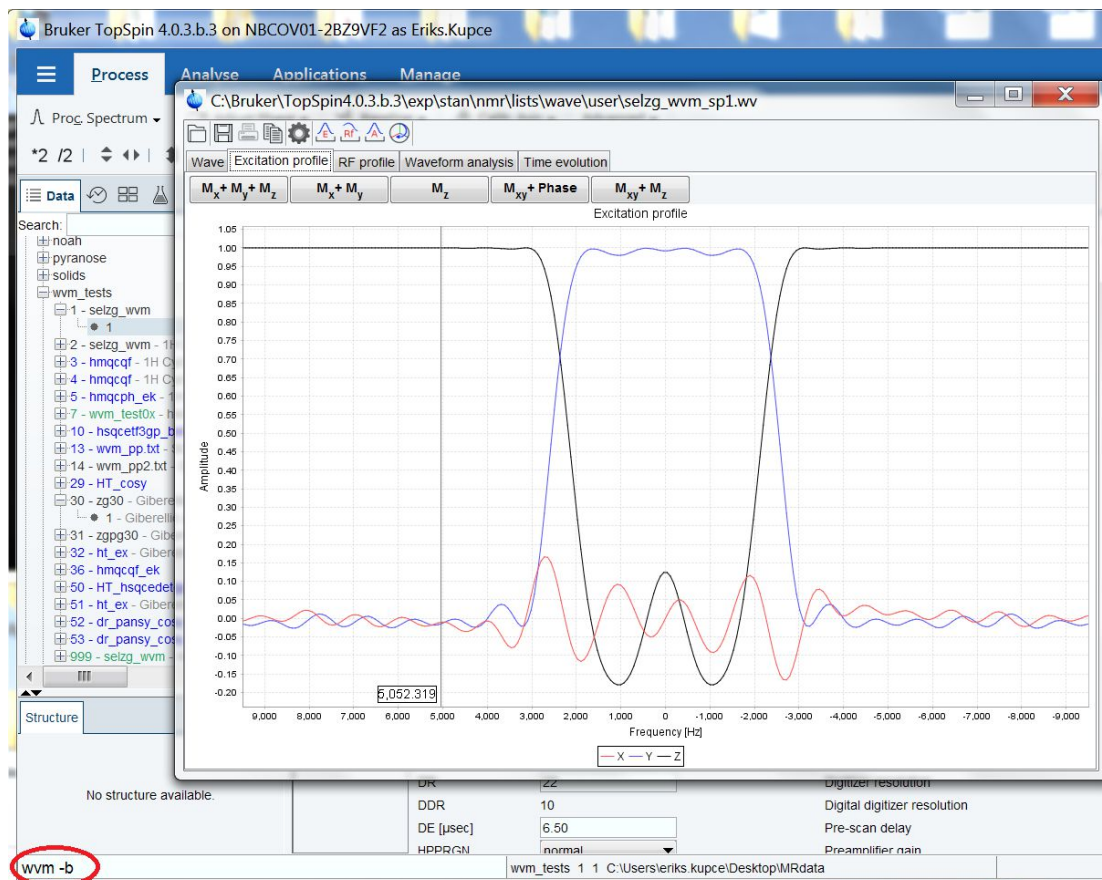 Bruker TopSpin 4.0.3.b.3 on NBCOV01-2BZ9VF2 as Eriks.Kupce
Process Analyse Applications Manage
C:\Bruker\TopSpin4.0.3.b.3\exp\stan\nmr\lists\wave\user\selzg_wvm_sp1.wv
Proc. Spectrum
*2 /2
E Rf A
Wave Excitation profile RF profile Waveform analysis Time evolution
Data
Mx+ My+ Mz Mx+ My Mz Mxy+ Phase Mxy+ Mz
Search:
Excitation profile
noah
pyranose
solids
wvm_tests
1 - selzg_wvm
1
2 - selzg_wvm - 1H
3 - hmqcqf - 1H Cy
4 - hmqcqf - 1H Cy
5 - hmqcph_ek - 1
7 - wvm_test0x - h
10 - hsqcetf3gp_b
13 - wvm_pp.txt -
14 - wvm_pp2.txt -
29 - HT_cosy
30 - zg30 - Gibere
1 - Giberelli
31 - zgpg30 - Gibe
32 - ht_ex - Gibere
36 - hmqcqf_ek
50 - HT_hsqcedet
51 - ht_ex - Gibere
52 - dr_pansy_cos
53 - dr_pansy_cos
999 - selzg_wvm -
1.05
1.00
0.95
0.90
0.85
0.80
0.75
0.70
0.65
0.60
0.55
0.50
0.45
0.40
0.35
0.30
0.25
0.20
0.15
0.10
0.05
0.00
-0.05
-0.10
-0.15
-0.20
Amplitude
5,052.319
9,000 8,000 7,000 6,000 5,000 4,000 3,000 2,000 1,000 0 -1,000 -2,000 -3,000 -4,000 -5,000 -6,000 -7,000 -8,000 -9,000
Frequency [Hz]
X Y Z
Structure
No structure available.
DR 22 Digitizer resolution
DDR 10 Digital digitizer resolution
DE [µsec] 6.50 Pre-scan delay
HPPRGN normal Preamplifier gain
wvm -b
wvm_tests 1 1 C:\Users\eriks.kupce\Desktop\MRdata